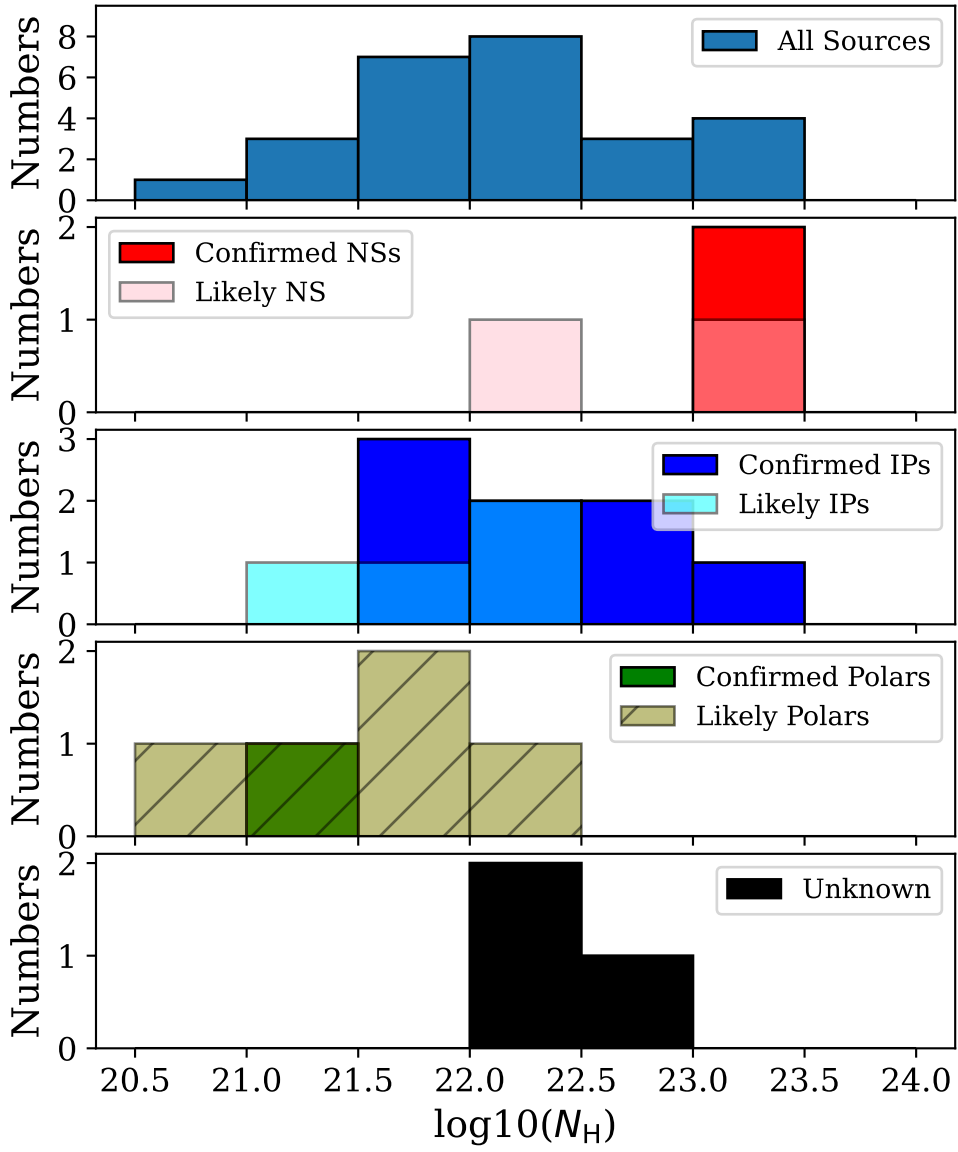 Numbers
8
6
4
2
0
All Sources
Numbers
2
1
0
Confirmed NSs
Likely NS
Numbers
3
2
1
0
Confirmed IPs
Likely IPs
Numbers
2
1
0
Confirmed Polars
Likely Polars
Numbers
2
1
0
Unknown
20.5 21.0 21.5 22.0 22.5 23.0 23.5 24.0
log10(N_H)